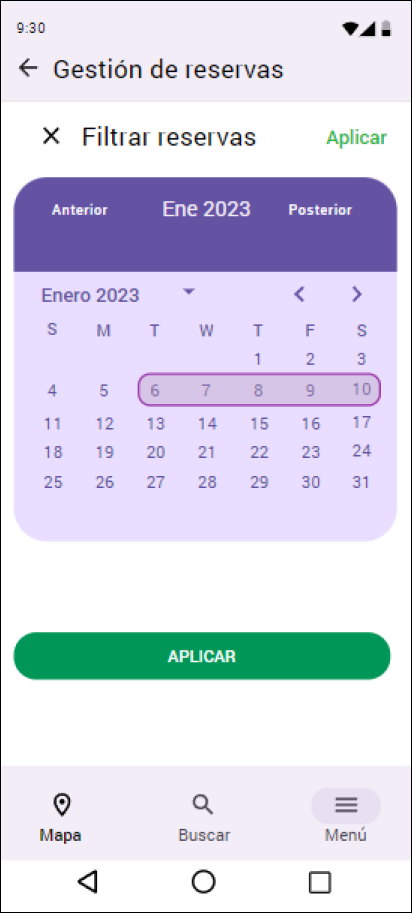 9:30
Gestión de reservas
Filtrar reservas Aplicar
Anterior Ene 2023 Posterior
Enero 2023
S M T W T F S
1 2 3
4 5 6 7 8 9 10
11 12 13 14 15 16 17
18 19 20 21 22 23 24
25 26 27 28 29 30 31
APLICAR
Mapa Buscar Menú